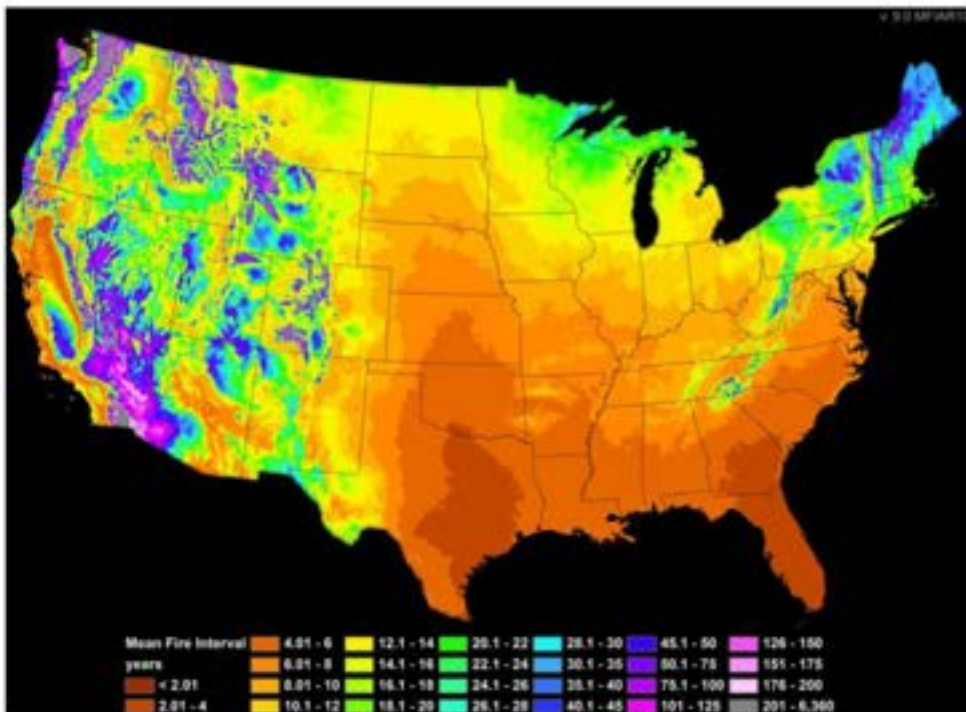 Mean Fire Interval
years
< 2.01
2.01 - 4
4.01 - 6
6.01 - 8
8.01 - 10
10.1 - 12
12.1 - 14
14.1 - 16
16.1 - 18
18.1 - 20
20.1 - 22
22.1 - 24
24.1 - 26
26.1 - 28
28.1 - 30
30.1 - 35
35.1 - 40
40.1 - 45
45.1 - 50
50.1 - 75
75.1 - 100
101 - 125
126 - 150
151 - 175
176 - 200
201 - 6,360